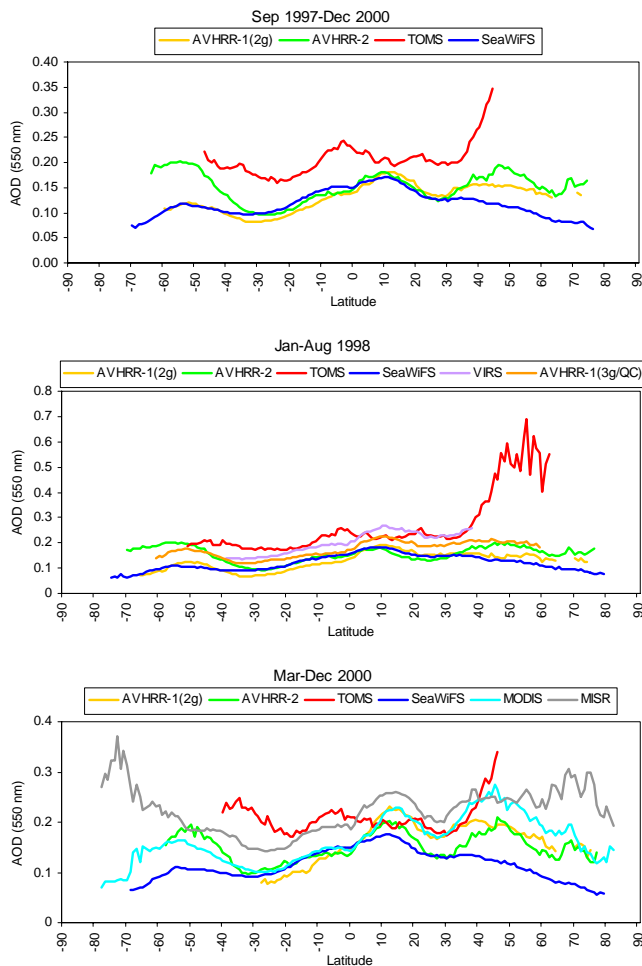 Sep 1997-Dec 2000
AVHRR-1(2g) AVHRR-2 TOMS SeaWiFS
0.40
0.35
0.30
0.25
0.20
0.15
0.10
0.05
0.00
AOD (550 nm)
-90 -80 -70 -60 -50 -40 -30 -20 -10 0 10 20 30 40 50 60 70 80 90
Latitude
Jan-Aug 1998
AVHRR-1(2g) AVHRR-2 TOMS SeaWiFS VIRS AVHRR-1(3g/QC)
0.8
0.7
0.6
0.5
0.4
0.3
0.2
0.1
0
AOD (550 nm)
-90 -80 -70 -60 -50 -40 -30 -20 -10 0 10 20 30 40 50 60 70 80 90
Latitude
Mar-Dec 2000
AVHRR-1(2g) AVHRR-2 TOMS SeaWiFS MODIS MISR
0.4
0.3
0.2
0.1
0
AOD (550 nm)
-90 -80 -70 -60 -50 -40 -30 -20 -10 0 10 20 30 40 50 60 70 80 90
Latitude